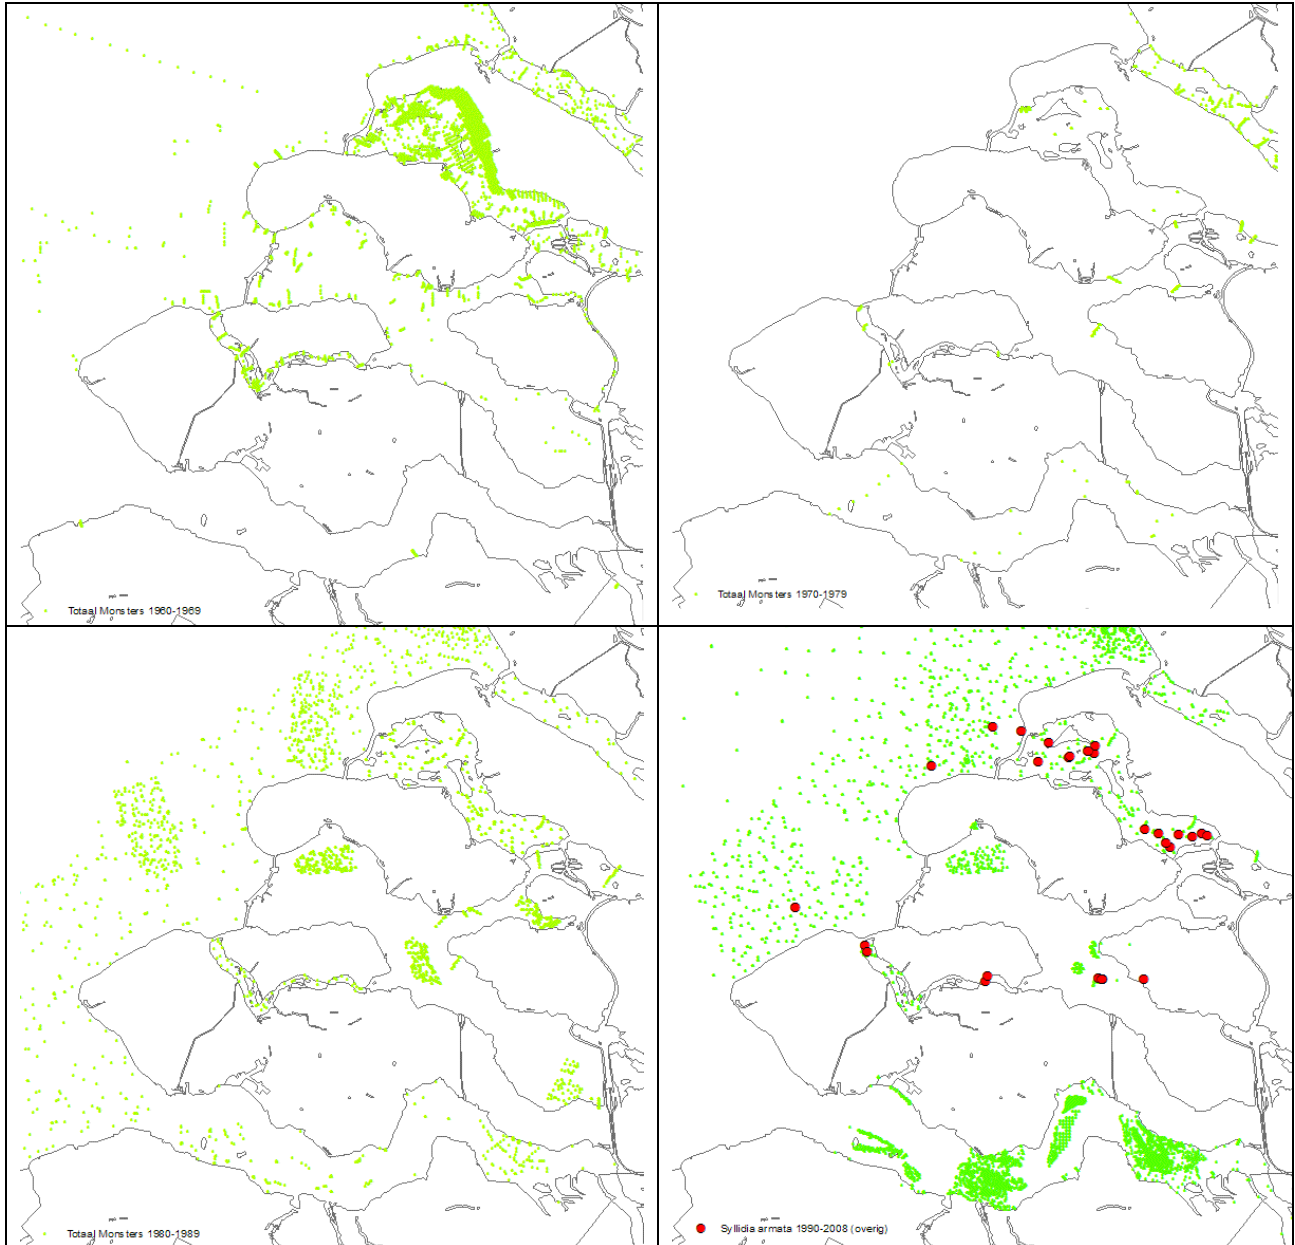 Totaal Monsters 1960-1969
Totaal Monsters 1970-1979
Totaal Monsters 1980-1989
Syllidia armata 1990-2008 (overig)